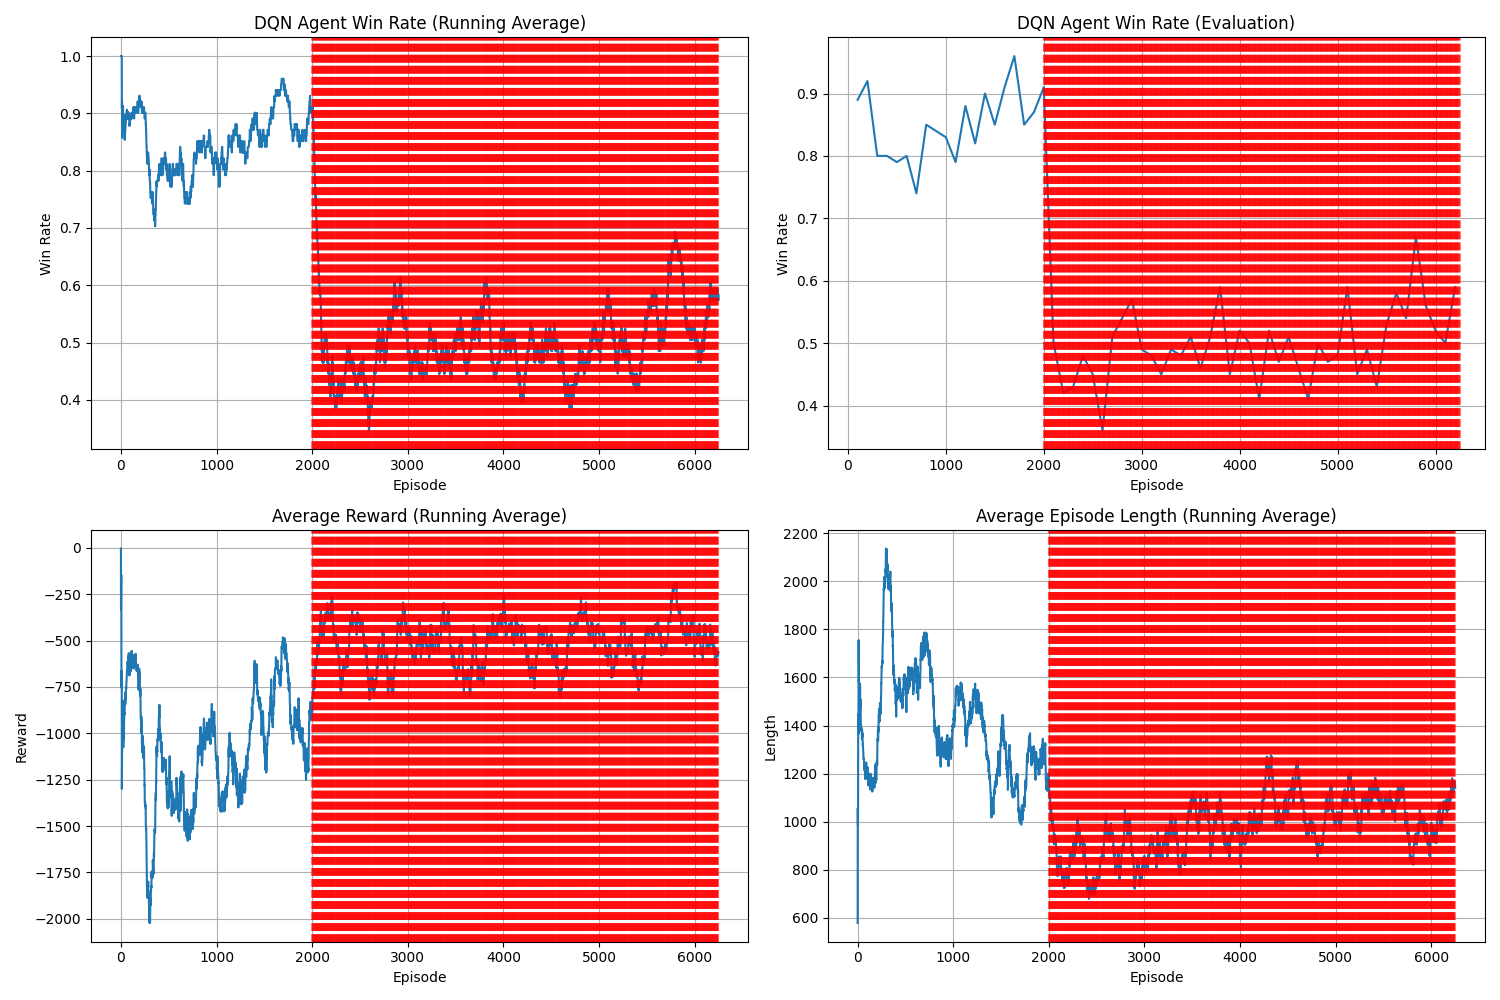 DQN Agent Win Rate (Running Average)
Win Rate
1.0
0.9
0.8
0.7
0.6
0.5
0.4
0 1000 2000 3000 4000 5000 6000
Episode
DQN Agent Win Rate (Evaluation)
Win Rate
0.9
0.8
0.7
0.6
0.5
0.4
0 1000 2000 3000 4000 5000 6000
Episode
Average Reward (Running Average)
Reward
0
−250
−500
−750
−1000
−1250
−1500
−1750
−2000
0 1000 2000 3000 4000 5000 6000
Episode
Average Episode Length (Running Average)
Length
2200
2000
1800
1600
1400
1200
1000
800
600
0 1000 2000 3000 4000 5000 6000
Episode